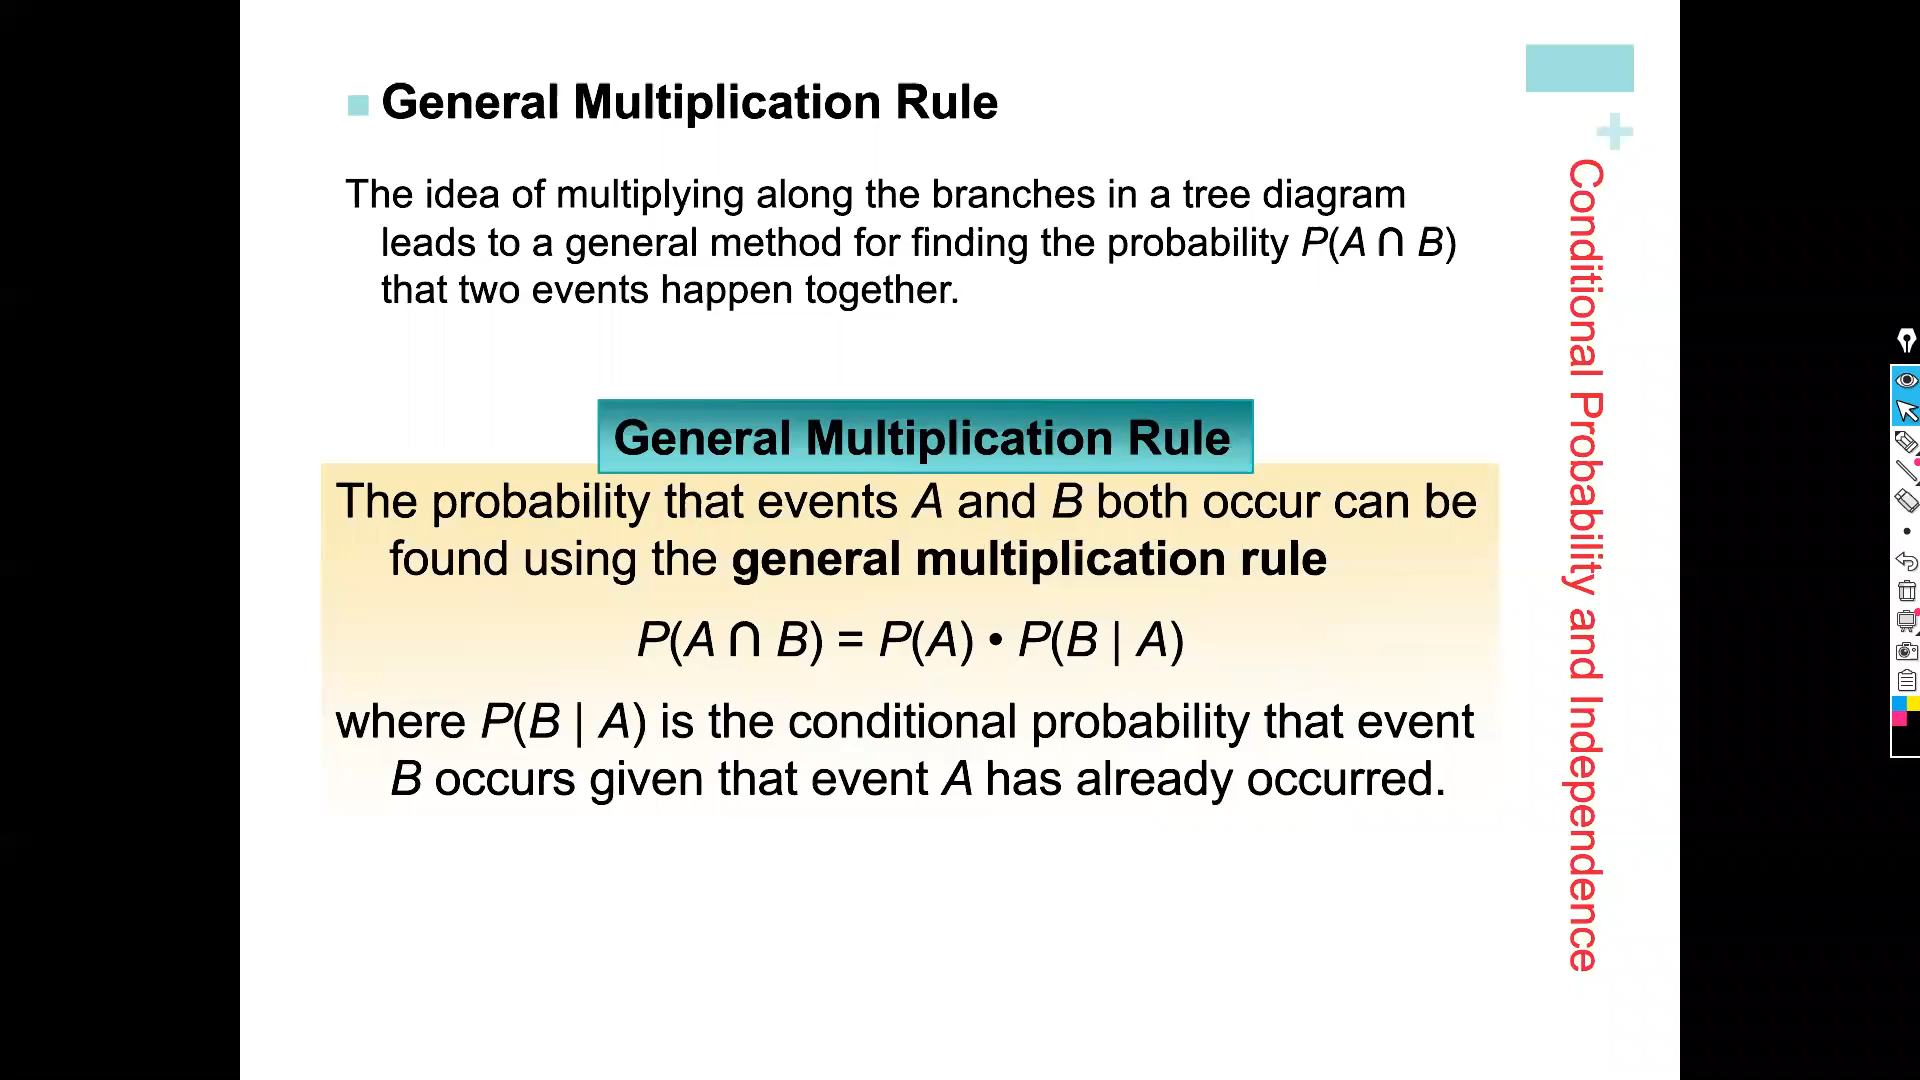 General Multiplication Rule
The idea of multiplying along the branches in a tree diagram
leads to a general method for finding the probability P(A ∩ B)
that two events happen together.
General Multiplication Rule
The probability that events A and B both occur can be
found using the general multiplication rule
P(A ∩ B) = P(A) • P(B | A)
where P(B | A) is the conditional probability that event
B occurs given that event A has already occurred.
+
Conditional Probability and Independence